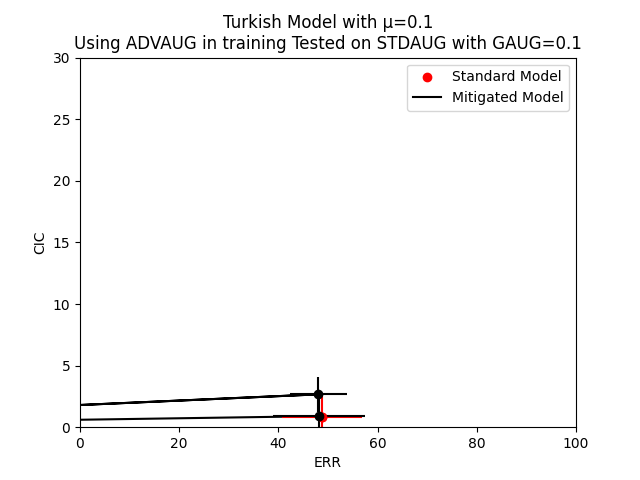 Turkish Model with μ=0.1
Using ADVAUG in training Tested on STDAUG with GAUG=0.1
Standard Model
Mitigated Model
CIC
30
25
20
15
10
5
0
0 20 40 60 80 100
ERR